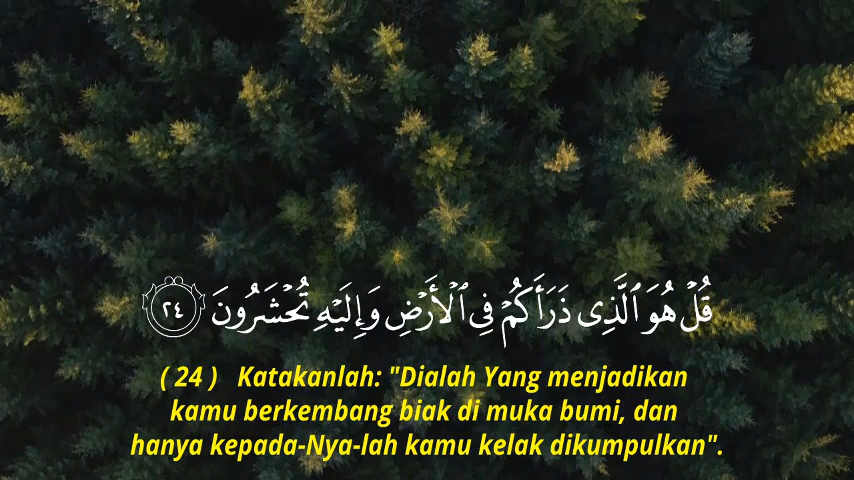 قُلْ هُوَ ٱلَّذِى ذَرَأَكُمْ فِى ٱلْأَرْضِ وَإِلَيْهِ تُحْشَرُونَ ٢٤
( 24 ) Katakanlah: "Dialah Yang menjadikan
kamu berkembang biak di muka bumi, dan
hanya kepada-Nya-lah kamu kelak dikumpulkan".